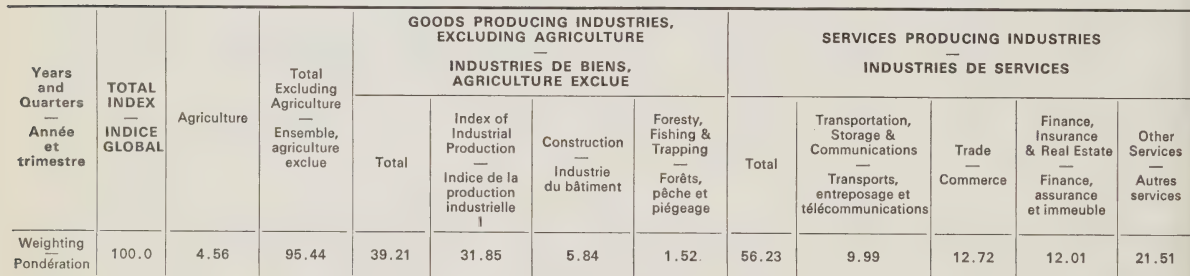 GOODS PRODUCING INDUSTRIES,
EXCLUDING AGRICULTURE
—
INDUSTRIES DE BIENS,
AGRICULTURE EXCLUE
SERVICES PRODUCING INDUSTRIES
—
INDUSTRIES DE SERVICES
Years
and
Quarters
—
Année
et
trimestre
TOTAL
INDEX
—
INDICE
GLOBAL
Agriculture
Total
Excluding
Agriculture
—
Ensemble,
agriculture
exclue
Total
Index of
Industrial
Production
—
Indice de la
production
industrielle
1
Construction
—
Industrie
du bâtiment
Foresty,
Fishing &
Trapping
—
Forêts,
pêche et
piégeage
Total
Transportation,
Storage &
Communications
—
Transports,
entreposage et
télécommunications
Trade
—
Commerce
Finance,
Insurance
& Real Estate
—
Finance,
assurance
et immeuble
Other
Services
—
Autres
services
Weighting
—
Pondération
100.0 4.56 95.44 39.21 31.85 5.84 1.52 56.23 9.99 12.72 12.01 21.51